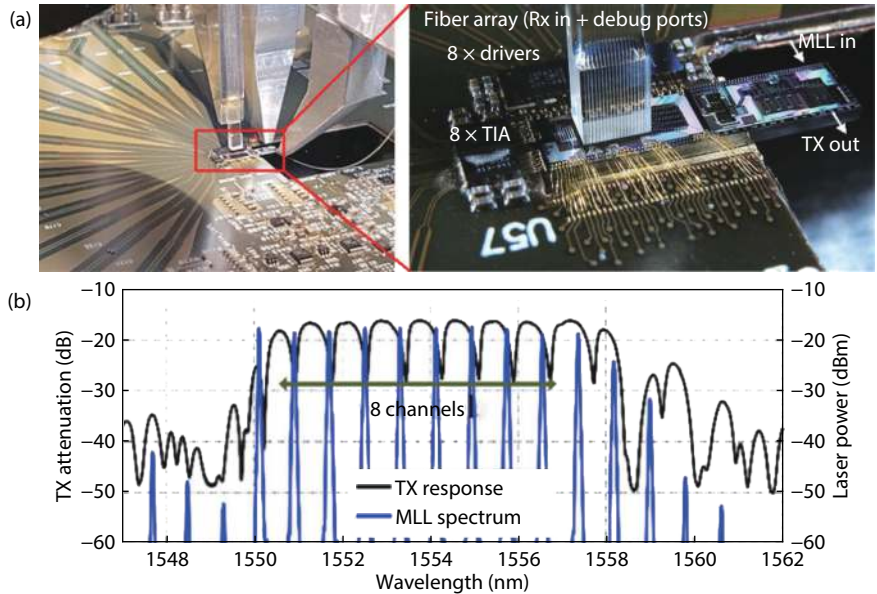 (a)
Fiber array (Rx in + debug ports)
8 × drivers
MLL in
8 × TIA
TX out
U57
(b)
−10
−20
−30
−40
−50
−60
TX attenuation (dB)
−10
−20
−30
−40
−50
−60
Laser power (dBm)
8 channels
TX response
MLL spectrum
1548
1550
1552
1554
1556
1558
1560
1562
Wavelength (nm)